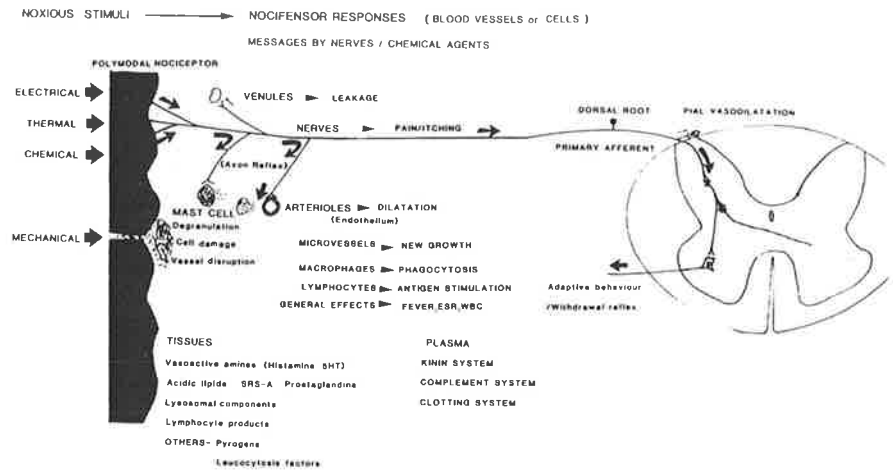 NOXIOUS STIMULI NOCIFENSOR RESPONSES (BLOOD VESSELS or CELLS)
MESSAGES BY NERVES / CHEMICAL AGENTS
POLYMODAL NOCICEPTOR
ELECTRICAL
THERMAL
CHEMICAL
MECHANICAL
VENULES LEAKAGE
NERVES PAIN/ITCHING
DORSAL ROOT
PIAL VASODILATATION
PRIMARY AFFERENT
(Axon Reflex)
MAST CELL
Degranulation
Cell damage
Vessel disruption
ARTERIOLES DILATATION
(Endothelium)
MICROVESSELS NEW GROWTH
MACROPHAGES PHAGOCYTOSIS
LYMPHOCYTES ANTIGEN STIMULATION
GENERAL EFFECTS FEVER, ESR, WBC
Adaptive behaviour
/Withdrawal reflex
TISSUES
Vasoactive amines (Histamine 5HT)
Acidic lipids SRS-A Prostaglandins
Lysosomal components
Lymphocyte products
OTHERS- Pyrogens
Leucocytosis factors
PLASMA
KININ SYSTEM
COMPLEMENT SYSTEM
CLOTTING SYSTEM